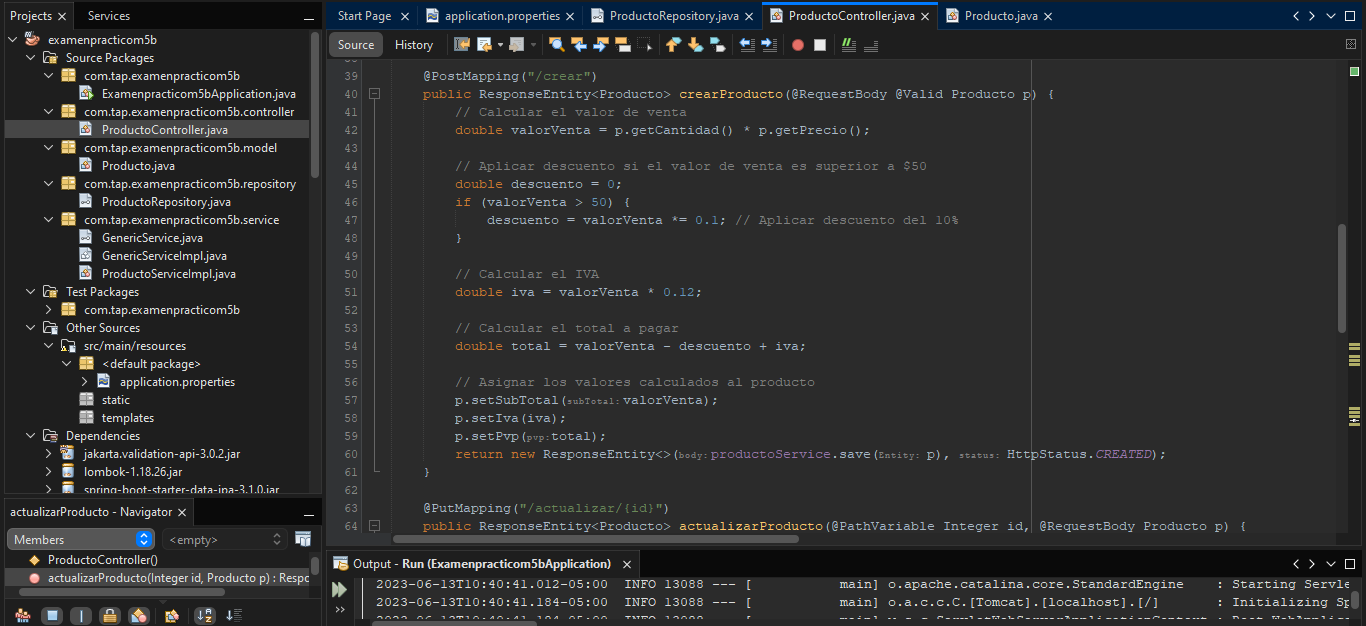 Projects
Services
examenpracticom5b
Source Packages
com.tap.examenpracticom5b
Examenpracticom5bApplication.java
com.tap.examenpracticom5b.controller
ProductoController.java
com.tap.examenpracticom5b.model
Producto.java
com.tap.examenpracticom5b.repository
ProductoRepository.java
com.tap.examenpracticom5b.service
GenericService.java
GenericServiceImpl.java
ProductoServiceImpl.java
Test Packages
com.tap.examenpracticom5b
Other Sources
src/main/resources
<default package>
application.properties
static
templates
Dependencies
jakarta.validation-api-3.0.2.jar
lombok-1.18.26.jar
spring-boot-starter-data-jpa-3.1.0.jar
actualizarProducto - Navigator
Members
<empty>
ProductoController()
actualizarProducto(Integer id, Producto p) : Respo
Start Page
application.properties
ProductoRepository.java
ProductoController.java
Producto.java
Source
History
39 @PostMapping("/crear")
40 public ResponseEntity<Producto> crearProducto(@RequestBody @Valid Producto p) {
41 // Calcular el valor de venta
42 double valorVenta = p.getCantidad() * p.getPrecio();
43
44 // Aplicar descuento si el valor de venta es superior a $50
45 double descuento = 0;
46 if (valorVenta > 50) {
47 descuento = valorVenta *= 0.1; // Aplicar descuento del 10%
48 }
49
50 // Calcular el IVA
51 double iva = valorVenta * 0.12;
52
53 // Calcular el total a pagar
54 double total = valorVenta - descuento + iva;
55
56 // Asignar los valores calculados al producto
57 p.setSubTotal(subTotal: valorVenta);
58 p.setIva(iva);
59 p.setPvp(pvp: total);
60 return new ResponseEntity<>(body: productoService.save(Entity: p), status: HttpStatus.CREATED);
61 }
62
63 @PutMapping("/actualizar/{id}")
64 public ResponseEntity<Producto> actualizarProducto(@PathVariable Integer id, @RequestBody Producto p) {
Output - Run (Examenpracticom5bApplication)
2023-06-13T10:40:41.012-05:00 INFO 13088 --- [ main] o.apache.catalina.core.StandardEngine : Starting Servle
2023-06-13T10:40:41.184-05:00 INFO 13088 --- [ main] o.a.c.c.C.[Tomcat].[localhost].[/] : Initializing Sp